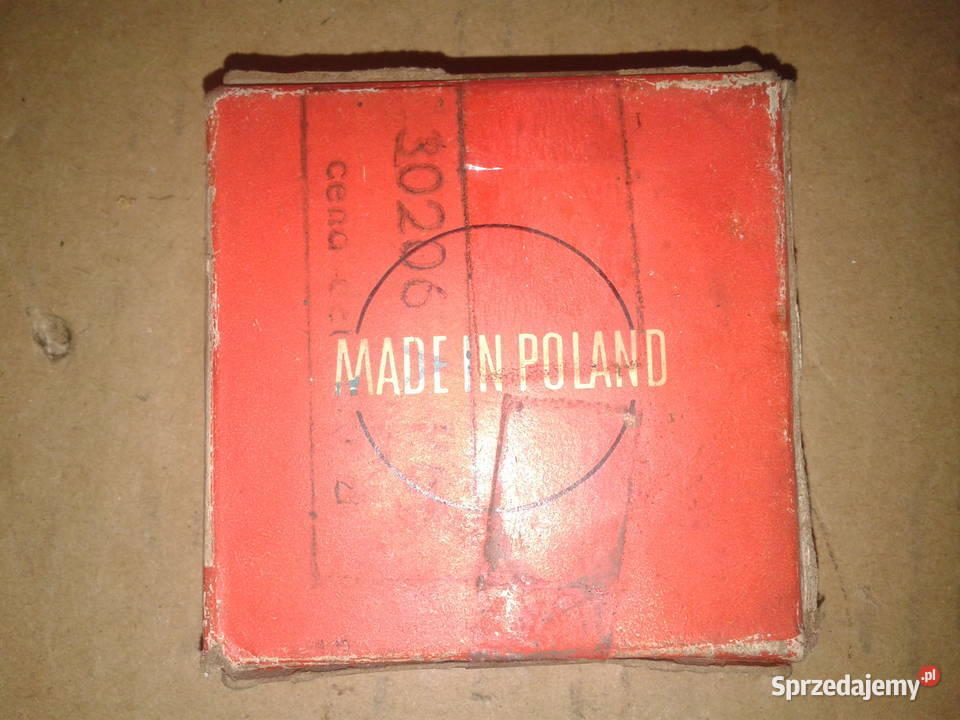 30206
cena
MADE IN POLAND
Sprzedajemy.pl